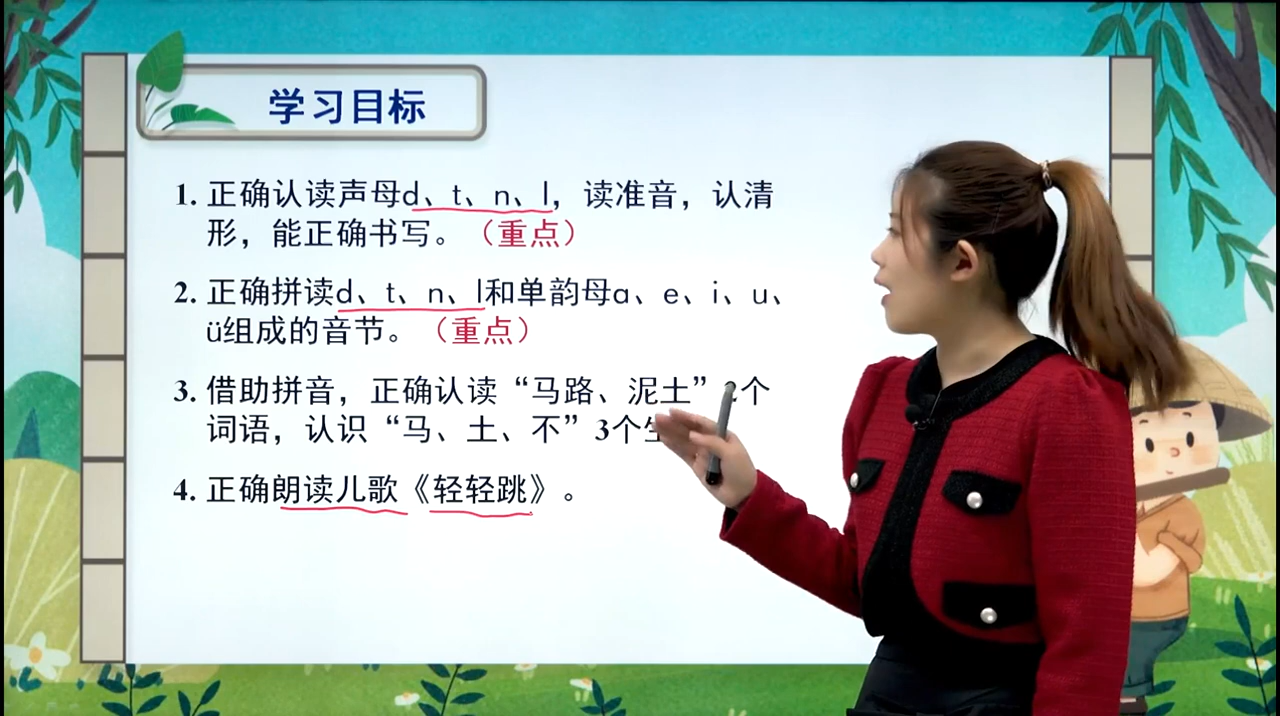 学习目标
1. 正确认读声母d、t、n、l，读准音，认清
形，能正确书写。（重点）
2. 正确拼读d、t、n、l和单韵母ɑ、e、i、u、
ü组成的音节。（重点）
3. 借助拼音，正确认读“马路、泥土” 个
词语，认识“马、土、不”3个
4. 正确朗读儿歌《轻轻跳》。